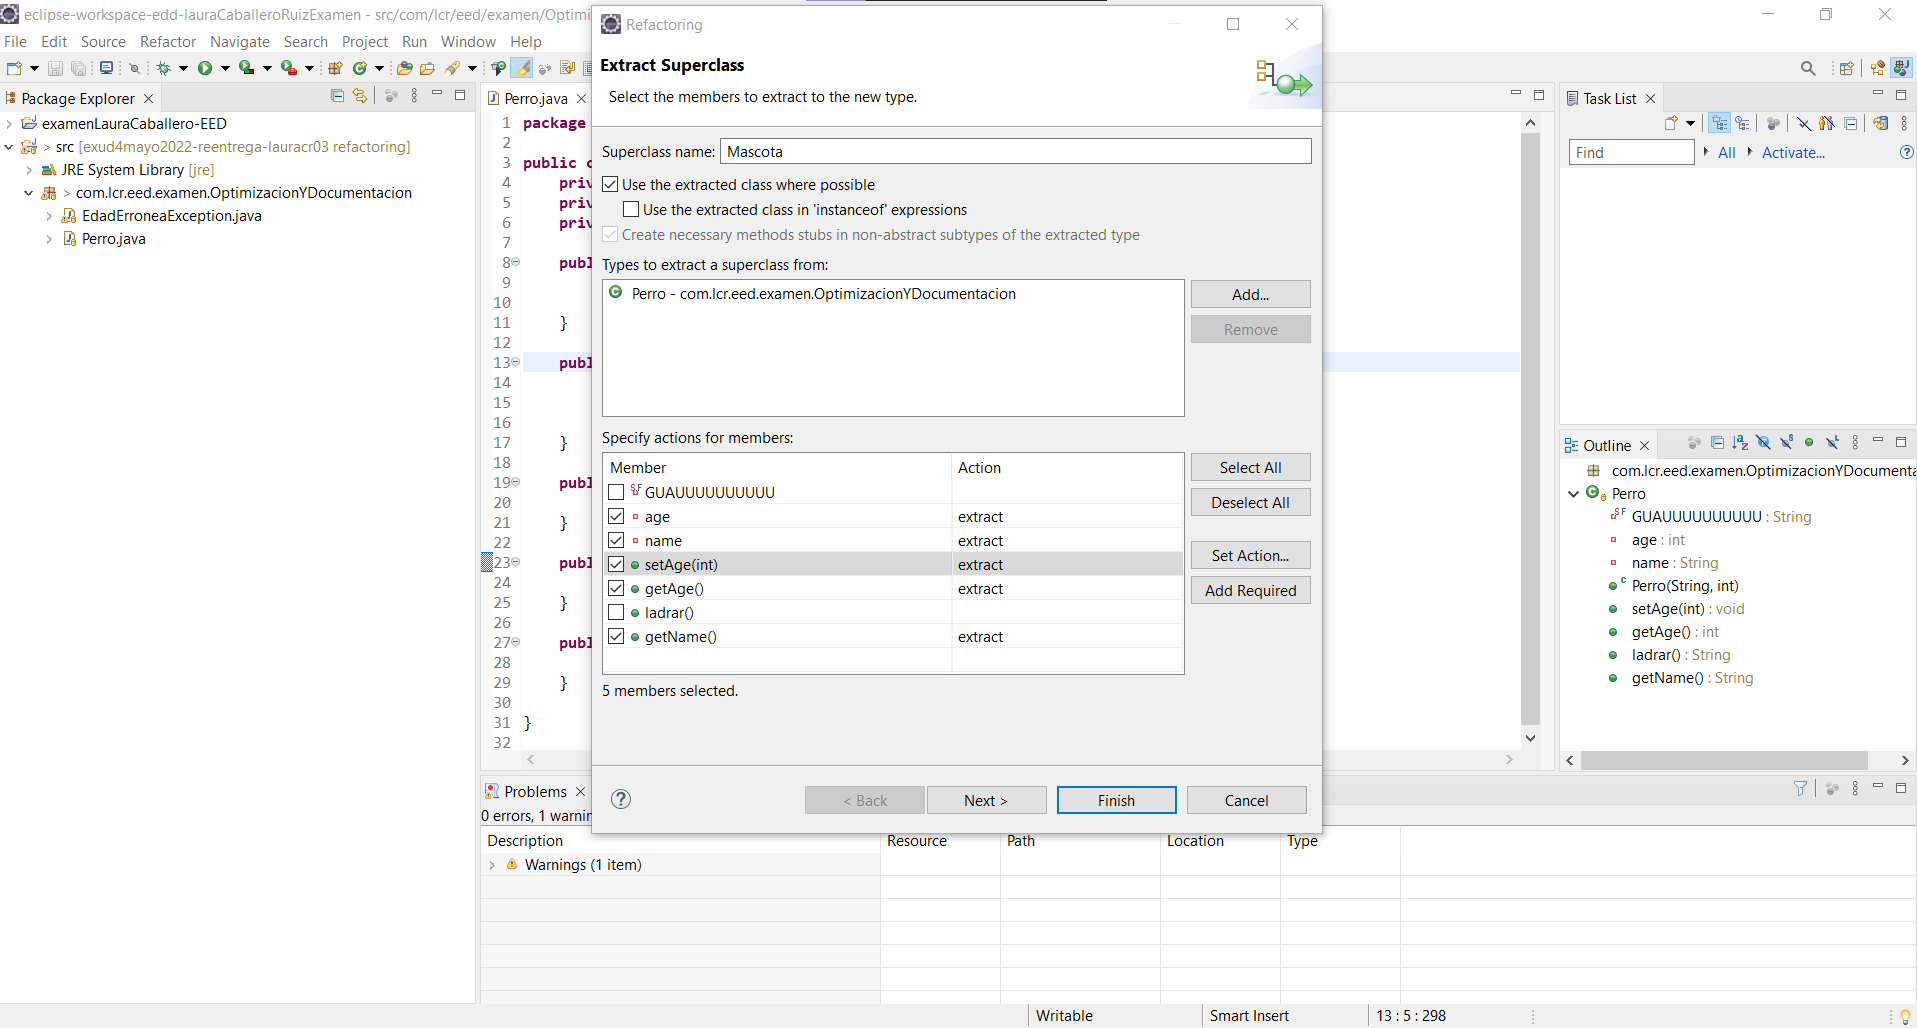 eclipse-workspace-edd-lauraCaballeroRuizExamen - src/com/lcr/eed/examen/Optimi
File Edit Source Refactor Navigate Search Project Run Window Help
Package Explorer
examenLauraCaballero-EED
> src [exud4mayo2022-reentrega-lauracr03 refactoring]
JRE System Library [jre]
> com.lcr.eed.examen.OptimizacionYDocumentacion
EdadErroneaException.java
Perro.java
Perro.java
1 package
2
3 public c
4 priv
5 priv
6 priv
7
8 publ
9
10
11 }
12
13 publ
14
15
16
17 }
18
19 publ
20
21 }
22
23 publ
24
25 }
26
27 publ
28
29 }
30
31 }
32
Refactoring
Extract Superclass
Select the members to extract to the new type.
Superclass name: Mascota
Use the extracted class where possible
Use the extracted class in 'instanceof' expressions
Create necessary methods stubs in non-abstract subtypes of the extracted type
Types to extract a superclass from:
Perro - com.lcr.eed.examen.OptimizacionYDocumentacion
Add...
Remove
Specify actions for members:
Member Action
GUAUUUUUUUUUU
age extract
name extract
setAge(int) extract
getAge() extract
ladrar()
getName() extract
Select All
Deselect All
Set Action...
Add Required
5 members selected.
< Back Next > Finish Cancel
Task List
Find All Activate...
Outline
com.lcr.eed.examen.OptimizacionYDocumenta
Perro
GUAUUUUUUUUUU : String
age : int
name : String
Perro(String, int)
setAge(int) : void
getAge() : int
ladrar() : String
getName() : String
Problems
0 errors, 1 warnin
Description Resource Path Location Type
Warnings (1 item)
Writable Smart Insert 13 : 5 : 298